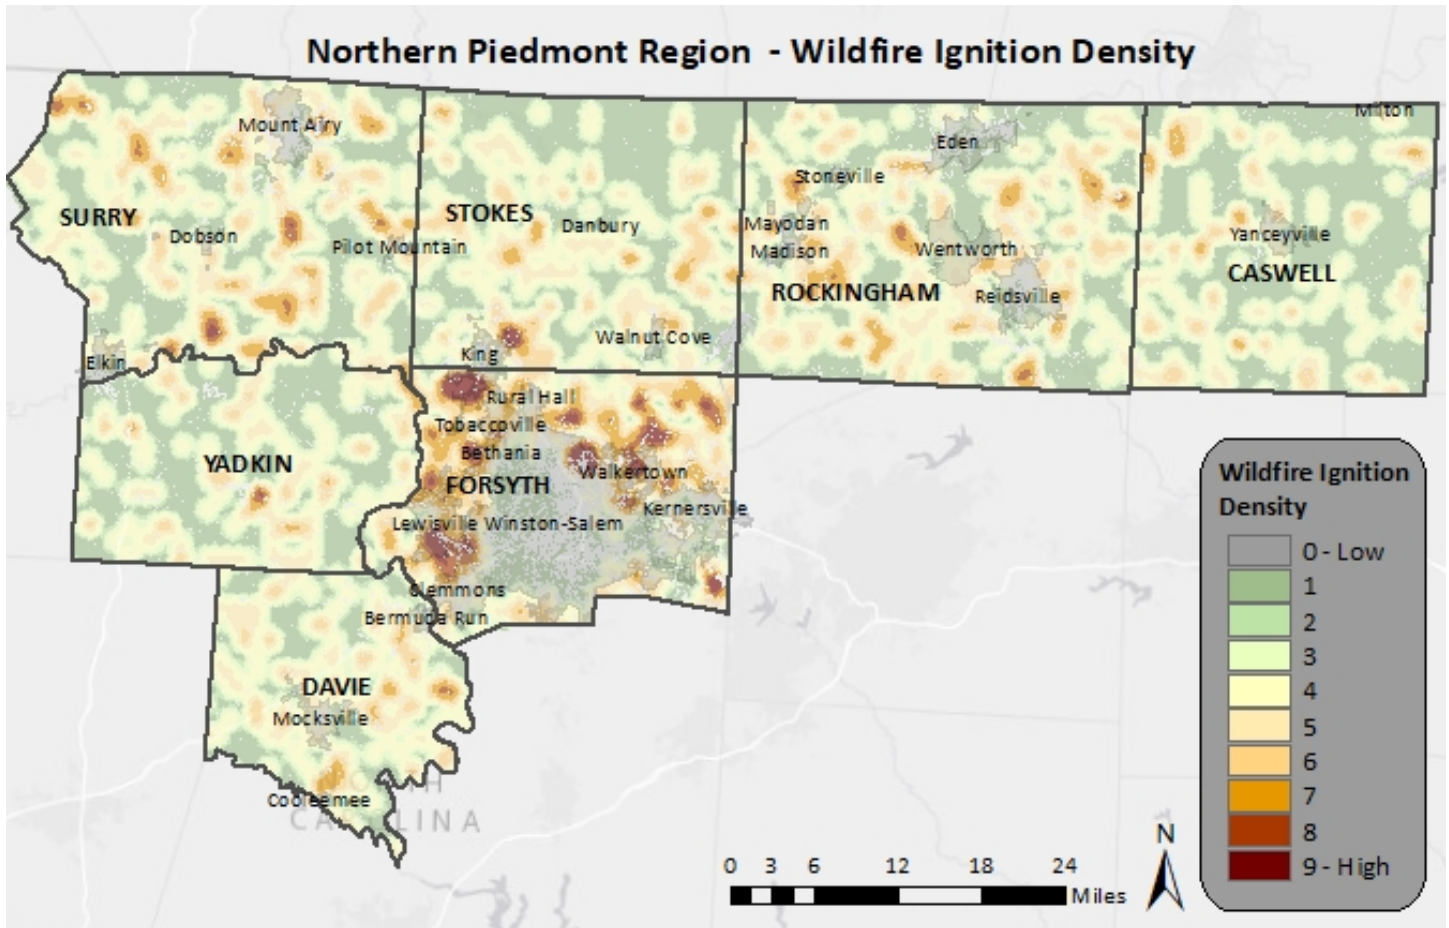 Northern Piedmont Region - Wildfire Ignition Density
Milton
Mount Airy
Eden
Stoneville
SURRY
STOKES
Danbury
Mayodan
Dobson
Pilot Mountain
Madison
Wentworth
Yanceyville
CASWELL
ROCKINGHAM
Reidsville
Walnut Cove
King
Elkin
Rural Hall
Tobaccoville
Bethania
YADKIN
Walkertown
FORSYTH
Kernersville
Lewisville Winston-Salem
Clemmons
Bermuda Run
DAVIE
Mocksville
Cooleemee
CAROLINA
Wildfire Ignition
Density
0 - Low
1
2
3
4
5
6
7
8
9 - High
N
0 3 6 12 18 24
Miles